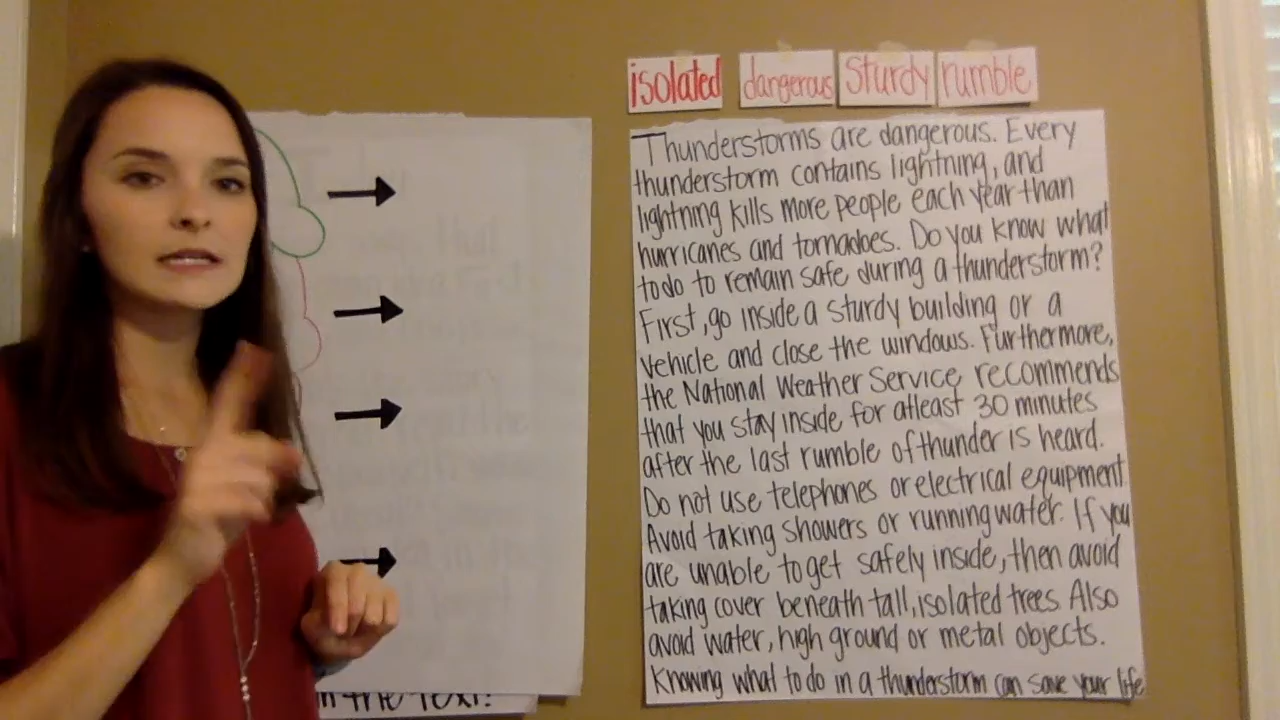 isolated dangerous Sturdy rumble
Thunderstorms are dangerous. Every
thunderstorm contains lightning, and
lightning kills more people each year than
hurricanes and tornadoes. Do you know what
to do to remain safe during a thunderstorm?
First, go inside a sturdy building or a
vehicle and close the windows. Furthermore,
the National Weather Service recommends
that you stay inside for atleast 30 minutes
after the last rumble of thunder is heard.
Do not use telephones or electrical equipment.
Avoid taking showers or running water. If you
are unable to get safely inside, then avoid
taking cover beneath tall, isolated trees. Also
avoid water, high ground or metal objects.
Knowing what to do in a thunderstorm can save your life
in the text?